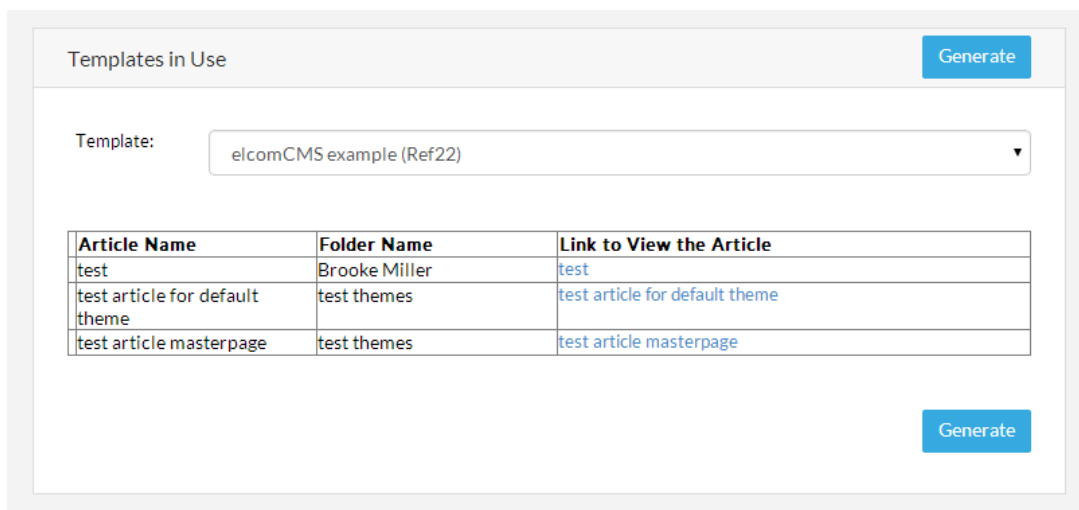 Templates in Use Generate
Template: elcomCMS example (Ref22)
Article Name Folder Name Link to View the Article
test Brooke Miller test
test article for default test themes test article for default theme
theme
test article masterpage test themes test article masterpage
Generate